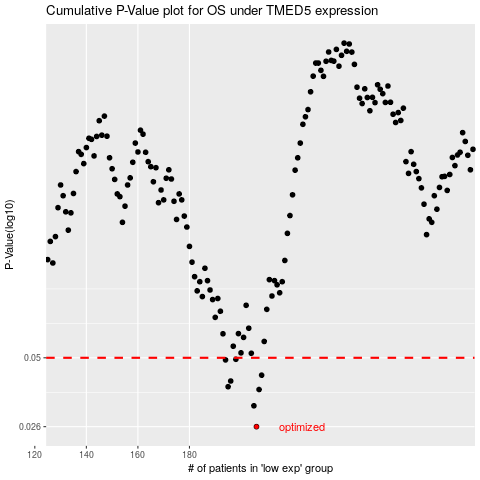 Cumulative P-Value plot for OS under TMED5 expression
P-Value(log10)
0.05
0.026
optimized
120 140 160 180
# of patients in 'low exp' group